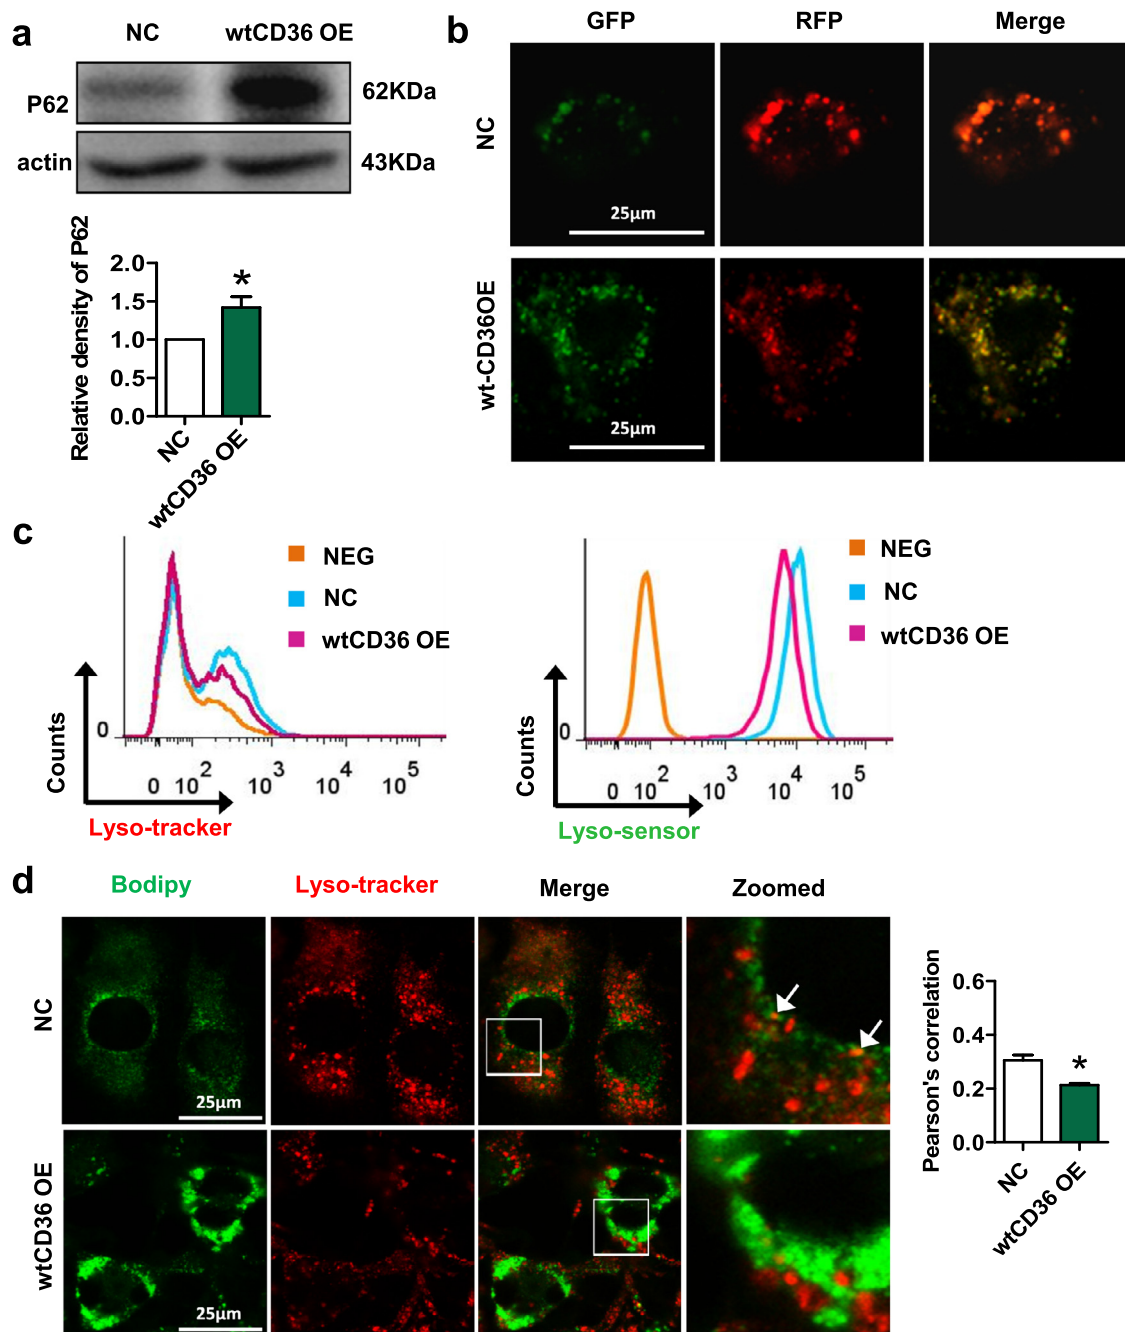 a
NC
wtCD36 OE
P62
62KDa
actin
43KDa
Relative density of P62
2.0
1.5
1.0
0.5
0.0
*
NC
wtCD36 OE
b
GFP
RFP
Merge
NC
25μm
wt-CD36OE
25μm
c
NEG
NC
wtCD36 OE
Counts
0
0 10^2 10^3 10^4 10^5
Lyso-tracker
NEG
NC
wtCD36 OE
Counts
0
0 10^2 10^3 10^4 10^5
Lyso-sensor
d
Bodipy
Lyso-tracker
Merge
Zoomed
NC
25μm
wtCD36 OE
25μm
Pearson's correlation
0.6
0.4
0.2
0.0
*
NC
wtCD36 OE